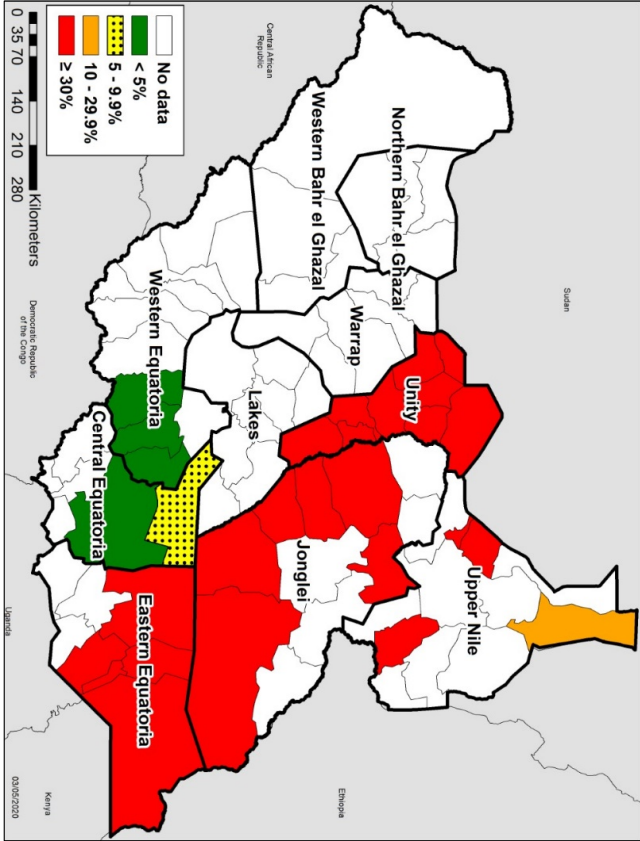 Sudan
Central African
Republic
Northern Bahr el Ghazal
Western Bahr el Ghazal
Unity
Warrap
Upper Nile
Lakes
Jonglei
Western Equatoria
Central Equatoria
Eastern Equatoria
Ethiopia
Democratic Republic
of the Congo
Uganda
Kenya
No data
< 5%
5 - 9.9%
10 - 29.9%
≥ 30%
0 35 70 140 210 280
Kilometers
03/05/2020